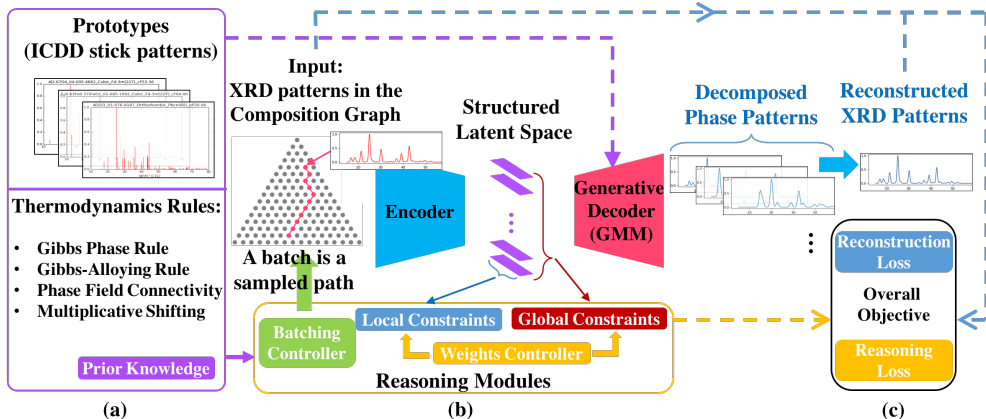 Prototypes
(ICDD stick patterns)
Thermodynamics Rules:
• Gibbs Phase Rule
• Gibbs-Alloying Rule
• Phase Field Connectivity
• Multiplicative Shifting
Prior Knowledge
(a)
Input:
XRD patterns in the
Composition Graph
A batch is a
sampled path
Encoder
Structured
Latent Space
Generative
Decoder
(GMM)
Batching
Controller
Local Constraints
Global Constraints
Weights Controller
Reasoning Modules
(b)
Decomposed
Phase Patterns
Reconstructed
XRD Patterns
Reconstruction
Loss
Overall
Objective
Reasoning
Loss
(c)